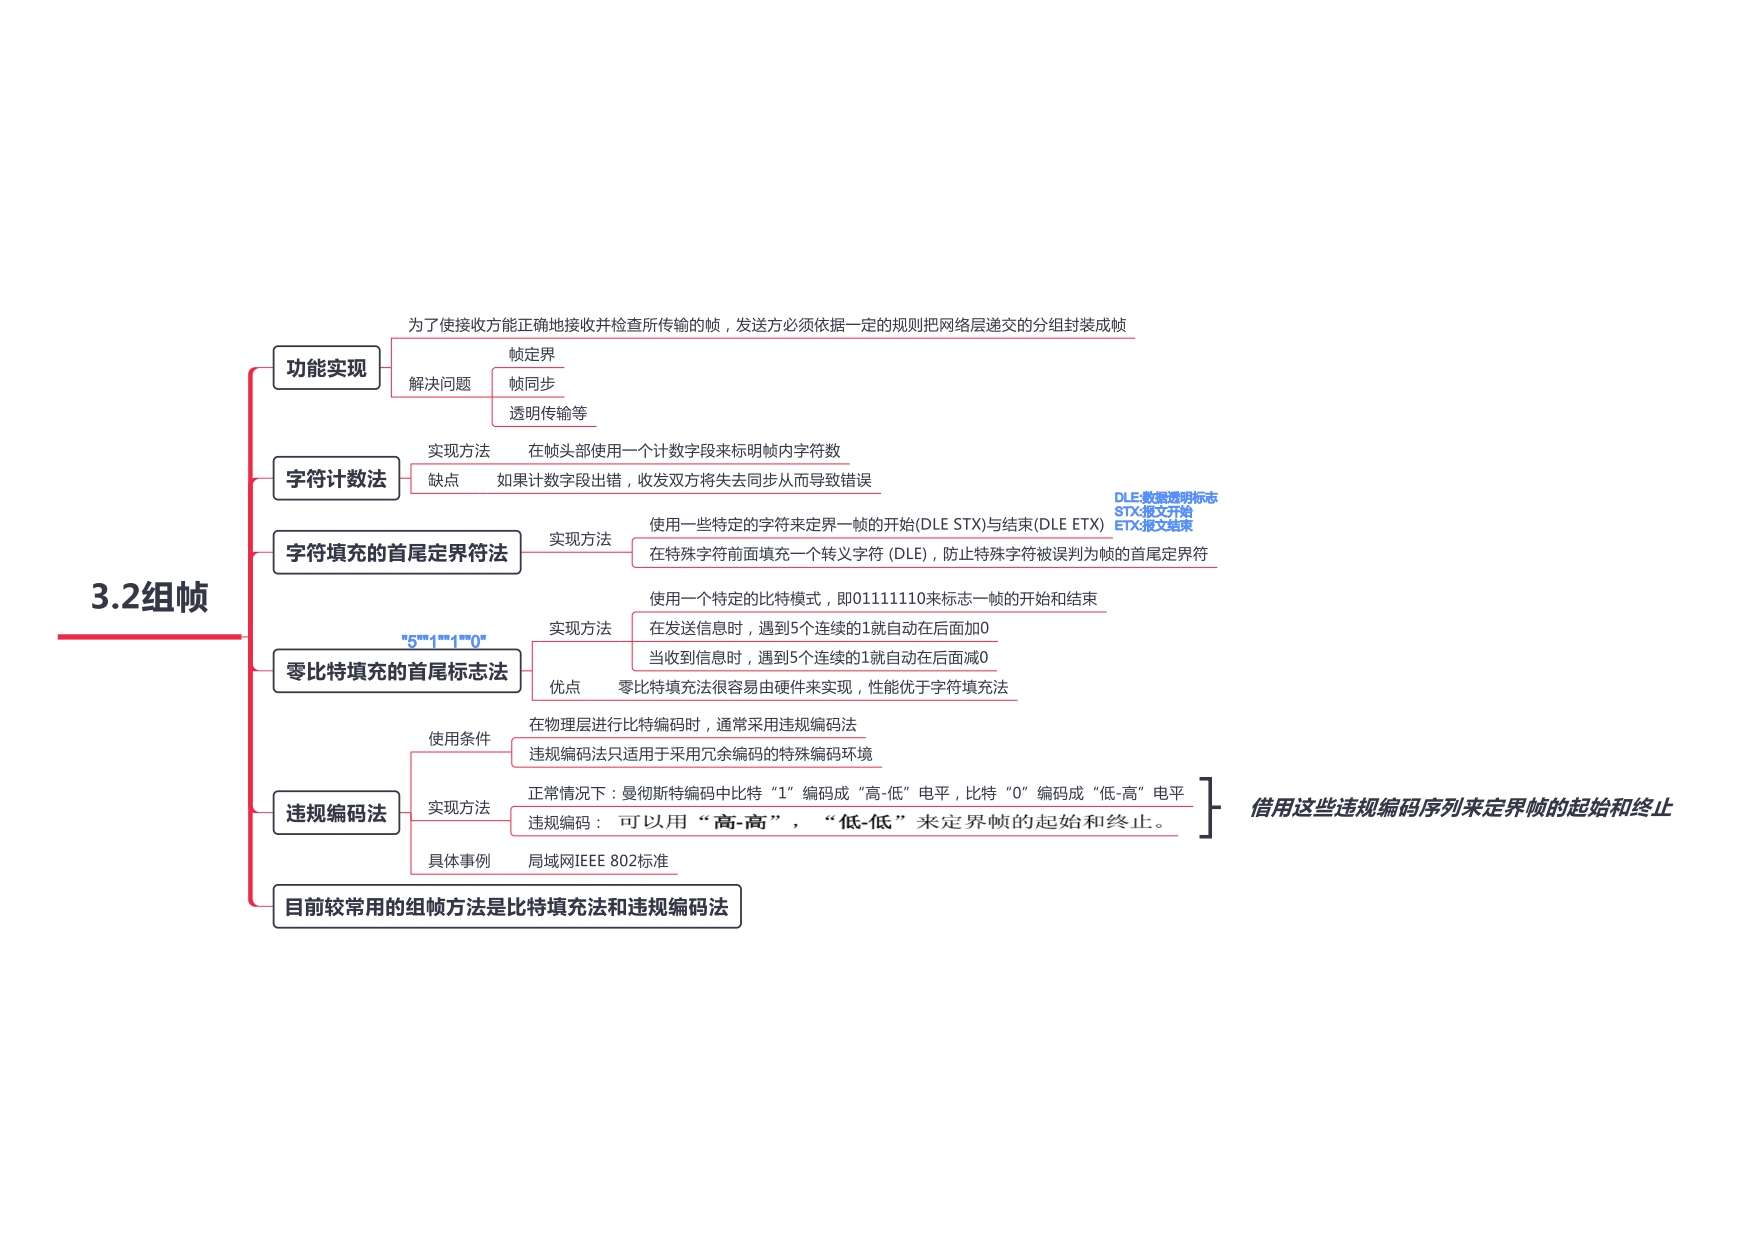 3.2组帧
功能实现
为了使接收方能正确地接收并检查所传输的帧，发送方必须依据一定的规则把网络层递交的分组封装成帧
解决问题
帧定界
帧同步
透明传输等
字符计数法
实现方法 在帧头部使用一个计数字段来标明帧内字符数
缺点 如果计数字段出错，收发双方将失去同步从而导致错误
字符填充的首尾定界符法
实现方法
使用一些特定的字符来定界一帧的开始(DLE STX)与结束(DLE ETX)
DLE:数据透明标志
STX:报文开始
ETX:报文结束
在特殊字符前面填充一个转义字符 (DLE)，防止特殊字符被误判为帧的首尾定界符
"5""1""1""0"
零比特填充的首尾标志法
实现方法
使用一个特定的比特模式，即01111110来标志一帧的开始和结束
在发送信息时，遇到5个连续的1就自动在后面加0
当收到信息时，遇到5个连续的1就自动在后面减0
优点 零比特填充法很容易由硬件来实现，性能优于字符填充法
违规编码法
使用条件
在物理层进行比特编码时，通常采用违规编码法
违规编码法只适用于采用冗余编码的特殊编码环境
实现方法
正常情况下：曼彻斯特编码中比特“1”编码成“高-低”电平，比特“0”编码成“低-高”电平
违规编码： 可以用“高-高”，“低-低”来定界帧的起始和终止。
借用这些违规编码序列来定界帧的起始和终止
具体事例 局域网IEEE 802标准
目前较常用的组帧方法是比特填充法和违规编码法